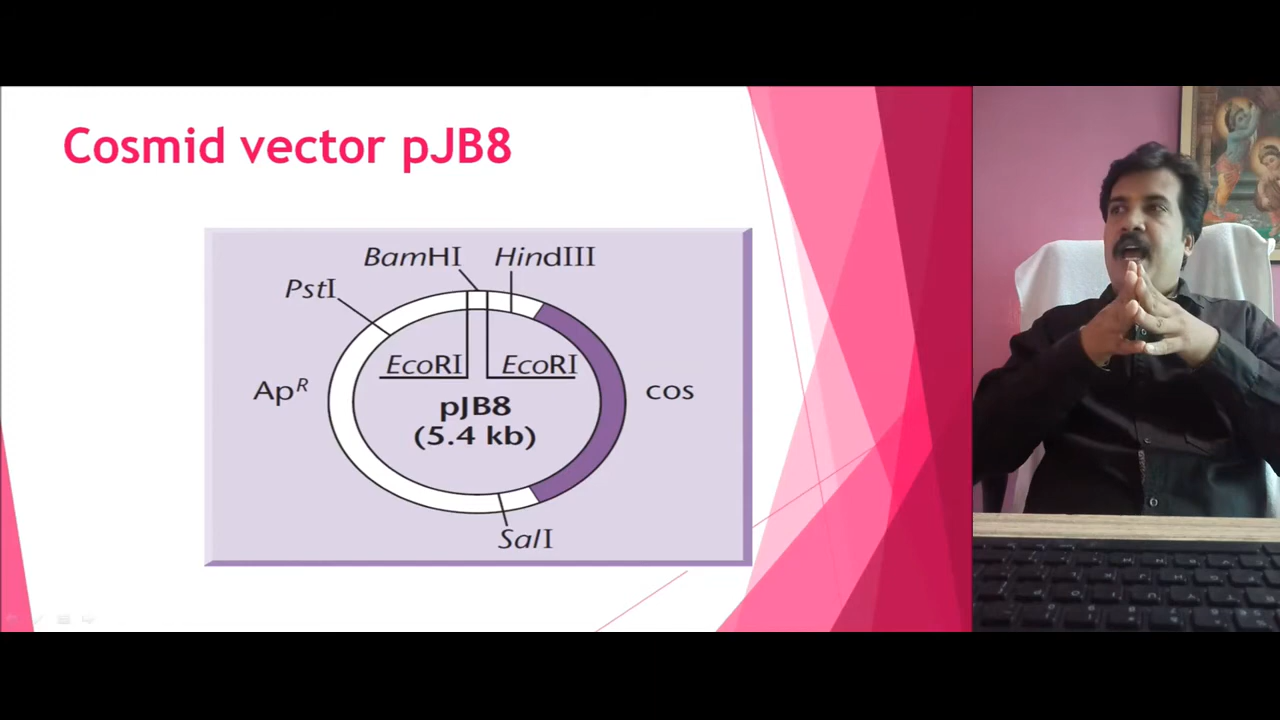 Cosmid vector pJB8
BamHI
HindIII
PstI
EcoRI
EcoRI
Ap^R
pJB8
(5.4 kb)
cos
SalI